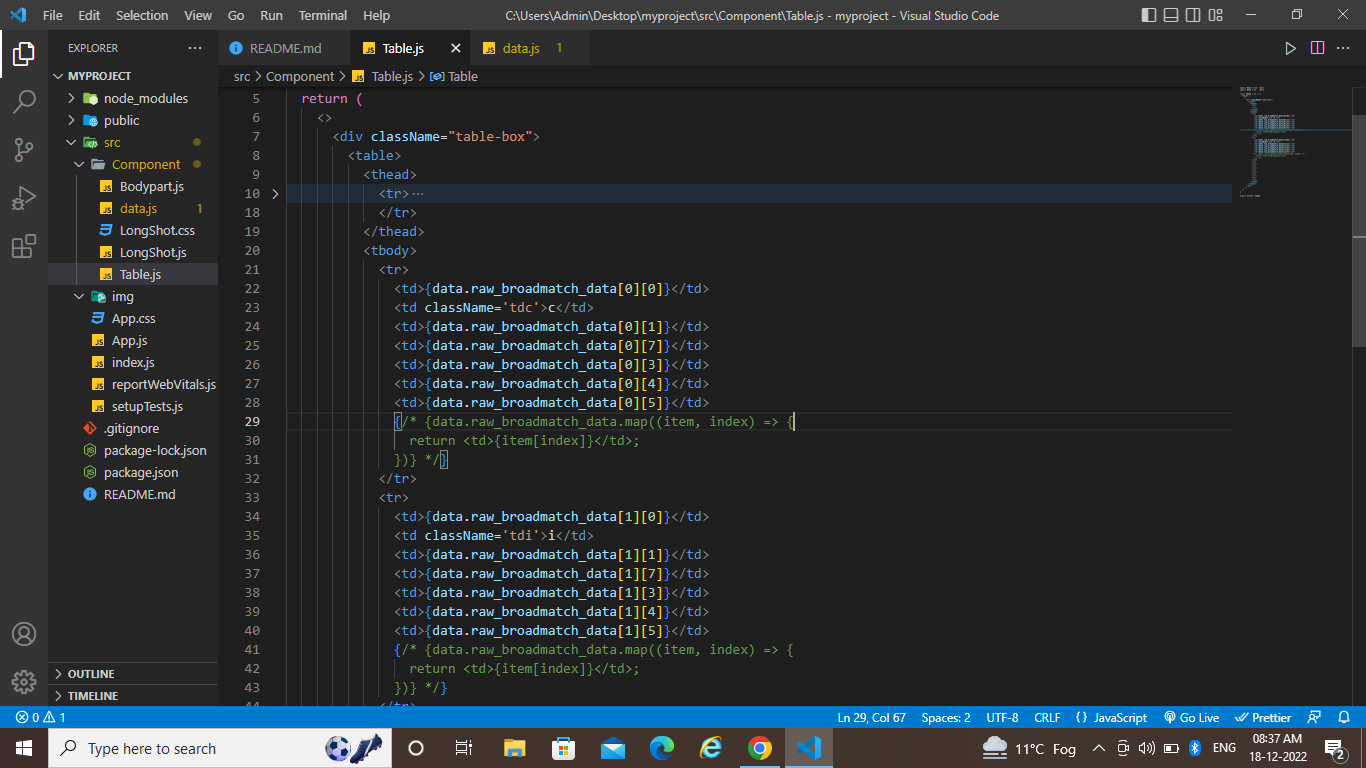 File Edit Selection View Go Run Terminal Help C:\Users\Admin\Desktop\myproject\src\Component\Table.js - myproject - Visual Studio Code
EXPLORER
README.md Table.js data.js 1
MYPROJECT
node_modules
public
src
Component
Bodypart.js
data.js 1
LongShot.css
LongShot.js
Table.js
img
App.css
App.js
index.js
reportWebVitals.js
setupTests.js
.gitignore
package-lock.json
package.json
README.md
OUTLINE
TIMELINE
src > Component > Table.js > Table
5 return (
6 <>
7 <div className="table-box">
8 <table>
9 <thead>
10 <tr> ···
18 </tr>
19 </thead>
20 <tbody>
21 <tr>
22 <td>{data.raw_broadmatch_data[0][0]}</td>
23 <td className='tdc'>c</td>
24 <td>{data.raw_broadmatch_data[0][1]}</td>
25 <td>{data.raw_broadmatch_data[0][7]}</td>
26 <td>{data.raw_broadmatch_data[0][3]}</td>
27 <td>{data.raw_broadmatch_data[0][4]}</td>
28 <td>{data.raw_broadmatch_data[0][5]}</td>
29 {/* {data.raw_broadmatch_data.map((item, index) => {
30 return <td>{item[index]}</td>;
31 })} */}
32 </tr>
33 <tr>
34 <td>{data.raw_broadmatch_data[1][0]}</td>
35 <td className='tdi'>i</td>
36 <td>{data.raw_broadmatch_data[1][1]}</td>
37 <td>{data.raw_broadmatch_data[1][7]}</td>
38 <td>{data.raw_broadmatch_data[1][3]}</td>
39 <td>{data.raw_broadmatch_data[1][4]}</td>
40 <td>{data.raw_broadmatch_data[1][5]}</td>
41 {/* {data.raw_broadmatch_data.map((item, index) => {
42 return <td>{item[index]}</td>;
43 })} */}
44 </tr>
0 1 Ln 29, Col 67 Spaces: 2 UTF-8 CRLF {} JavaScript Go Live Prettier
Type here to search 11°C Fog ENG 08:37 AM
18-12-2022 2